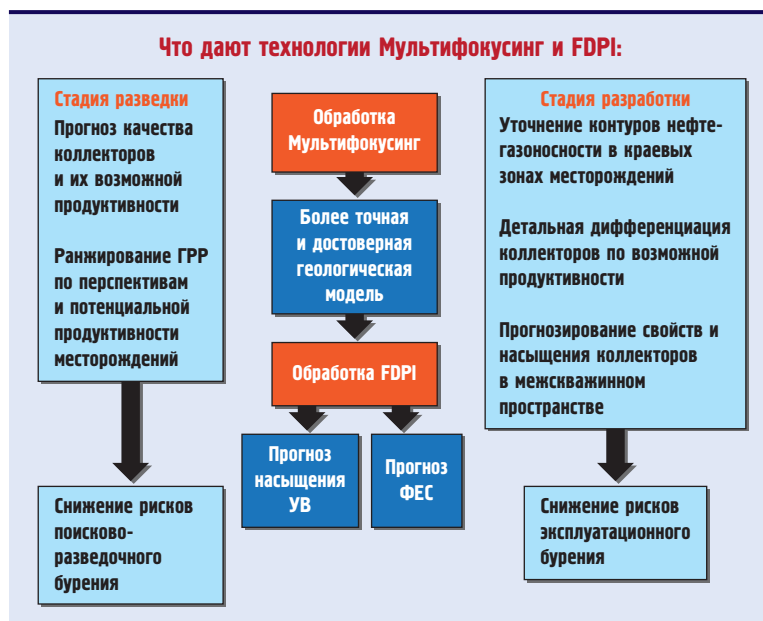 Что дают технологии Мультифокусинг и FDPI:
Стадия разведки
Прогноз качества
коллекторов
и их возможной
продуктивности
Ранжирование ГРР
по перспективам
и потенциальной
продуктивности
месторождений
Снижение рисков
поисково-
разведочного
бурения
Обработка
Мультифокусинг
Более точная
и достоверная
геологическая
модель
Обработка FDPI
Прогноз
насыщения
УВ
Прогноз
ФЕС
Стадия разработки
Уточнение контуров нефте-
газоносности в краевых
зонах месторождений
Детальная дифференциация
коллекторов по возможной
продуктивности
Прогнозирование свойств и
насыщения коллекторов
в межскважинном
пространстве
Снижение рисков
эксплуатационного
бурения